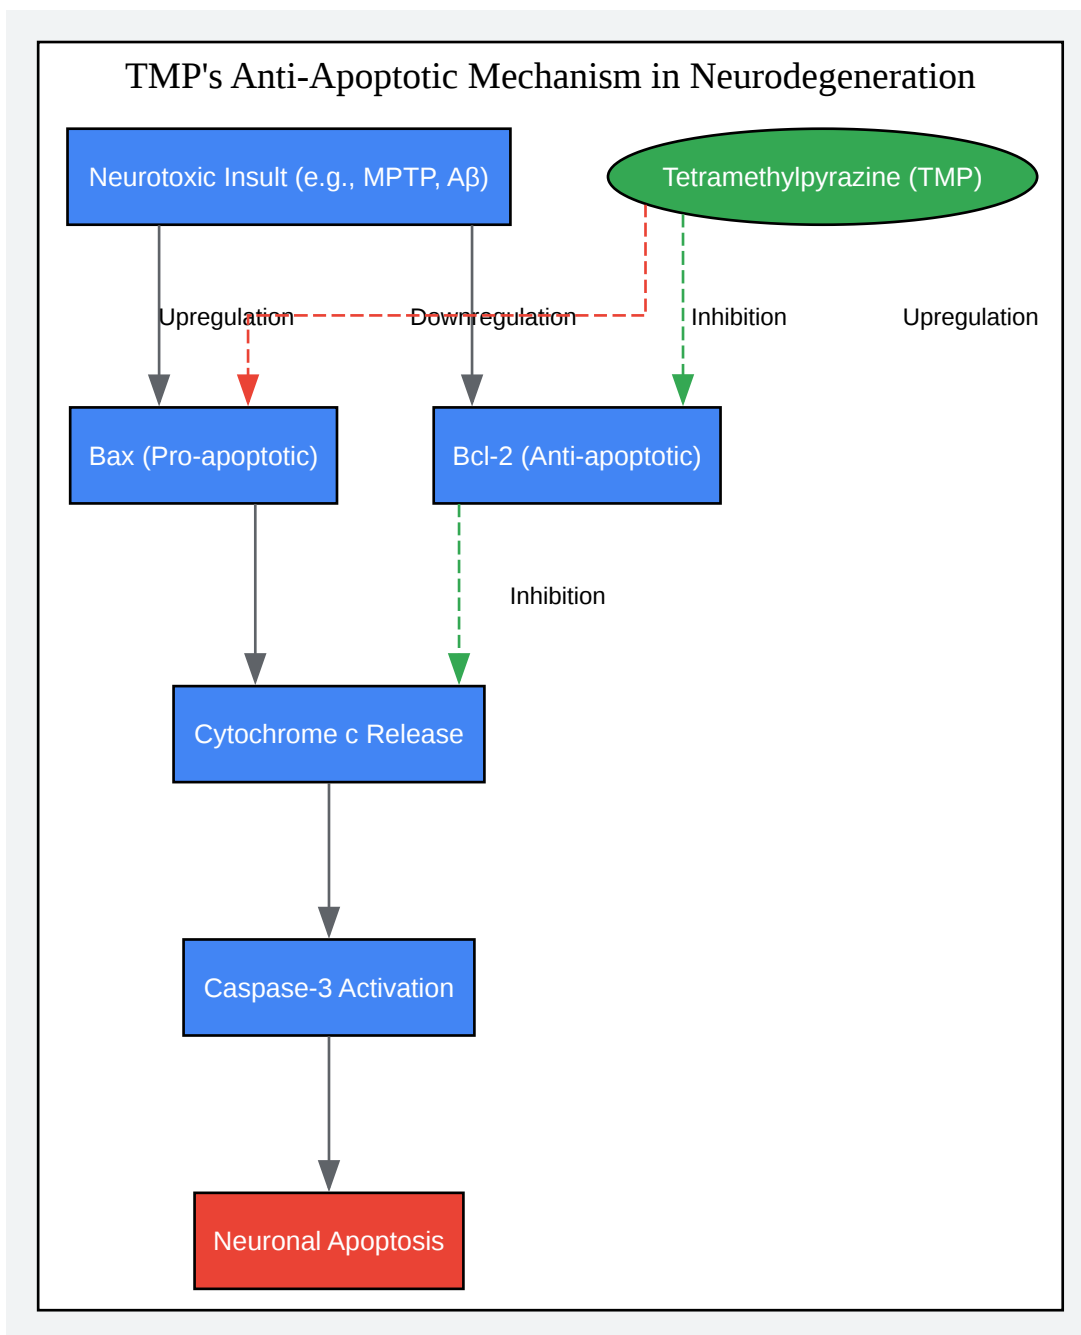 TMP's Anti-Apoptotic Mechanism in Neurodegeneration
Neurotoxic Insult (e.g., MPTP, Aβ)
Tetramethylpyrazine (TMP)
Upregulation
Downregulation
Inhibition
Upregulation
Bax (Pro-apoptotic)
Bcl-2 (Anti-apoptotic)
Inhibition
Cytochrome c Release
Caspase-3 Activation
Neuronal Apoptosis